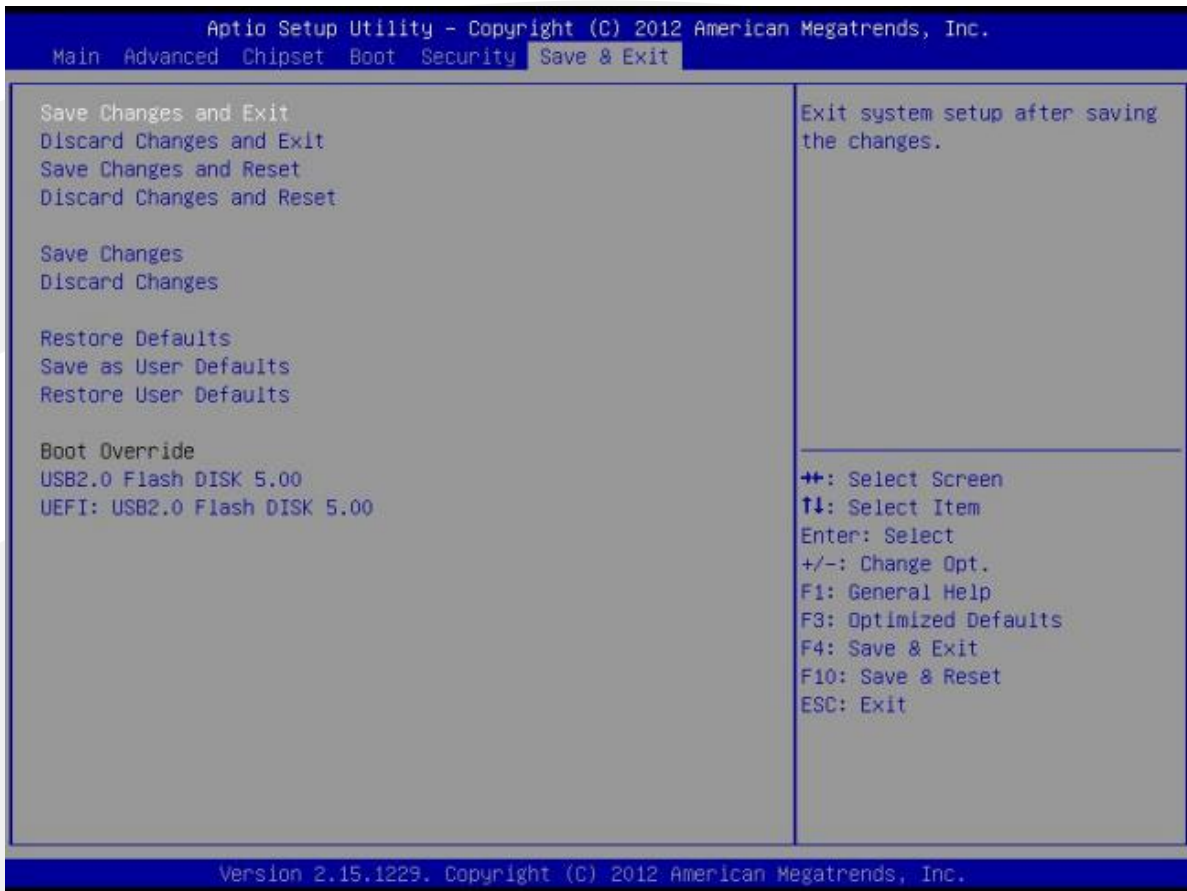 Aptio Setup Utility – Copyright (C) 2012 American Megatrends, Inc.
Main Advanced Chipset Boot Security Save & Exit
Save Changes and Exit
Discard Changes and Exit
Save Changes and Reset
Discard Changes and Reset
Save Changes
Discard Changes
Restore Defaults
Save as User Defaults
Restore User Defaults
Boot Override
USB2.0 Flash DISK 5.00
UEFI: USB2.0 Flash DISK 5.00
Exit system setup after saving
the changes.
→←: Select Screen
↑↓: Select Item
Enter: Select
+/-: Change Opt.
F1: General Help
F3: Optimized Defaults
F4: Save & Exit
F10: Save & Reset
ESC: Exit
Version 2.15.1229. Copyright (C) 2012 American Megatrends, Inc.